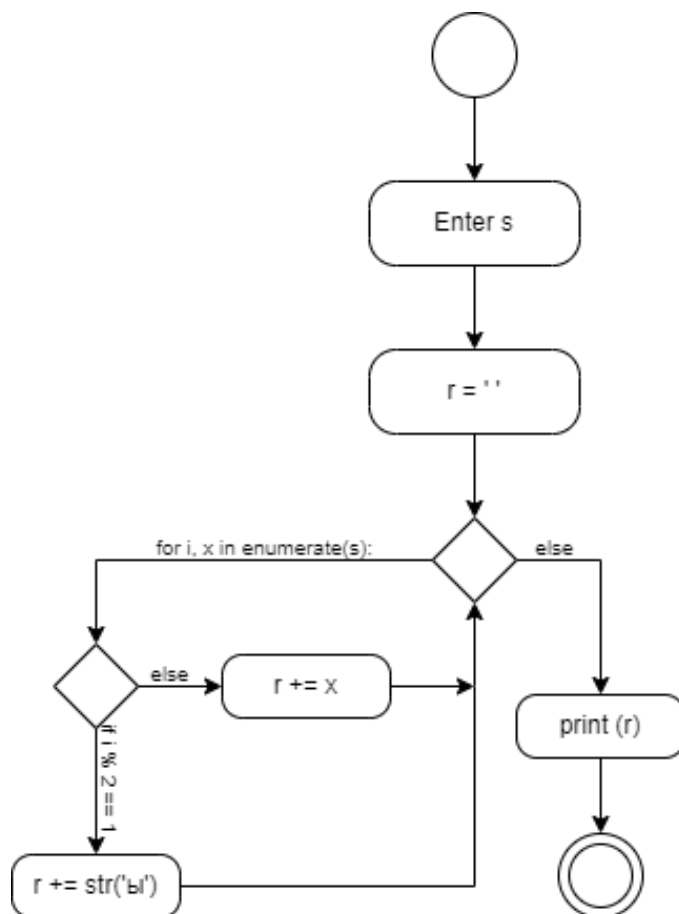 Enter s
r = ' '
for i, x in enumerate(s):
else
else
r += x
if i % 2 == 1
print (r)
r += str('ы')